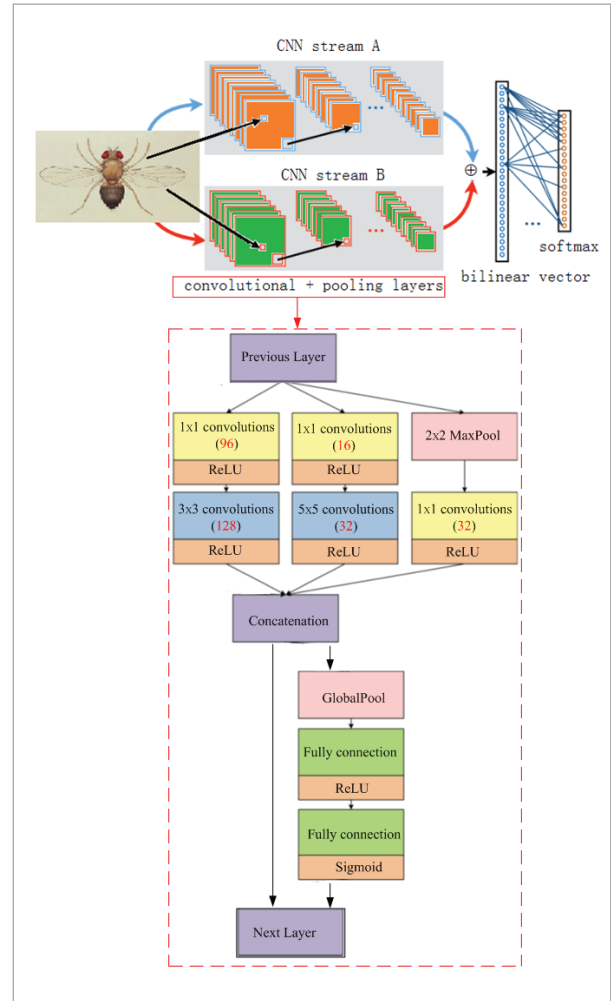 CNN stream A
CNN stream B
...
...
⊕
...
softmax
bilinear vector
convolutional + pooling layers
Previous Layer
1x1 convolutions
(96)
ReLU
1x1 convolutions
(16)
ReLU
2x2 MaxPool
3x3 convolutions
(128)
ReLU
5x5 convolutions
(32)
ReLU
1x1 convolutions
(32)
ReLU
Concatenation
GlobalPool
Fully connection
ReLU
Fully connection
Sigmoid
Next Layer